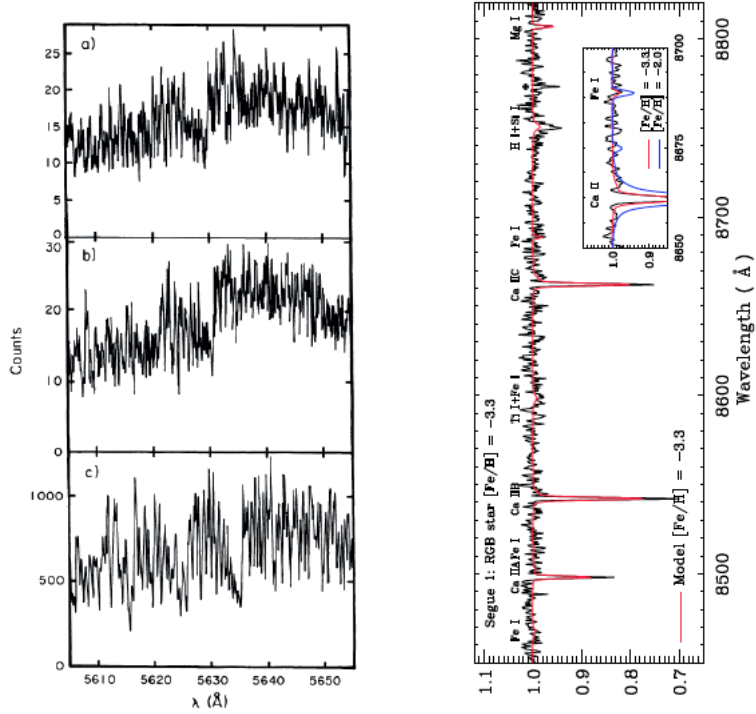 a)
25
20
15
10
5
0
b)
30
20
10
0
c)
1000
500
0
Counts
5610
5620
5630
5640
5650
λ (Å)
Segue 1: RGB star [Fe/H] = −3.3
Fe I
Ca IIA
Fe I
Ca IIB
Ti I+Fe I
Ca IIC
Fe I
H I+Si I
Mg I
1.1
1.0
0.9
0.8
0.7
8500
8600
8700
8800
Wavelength ( Å)
Model [Fe/H] = −3.3
Ca II
Fe I
[Fe/H] = −3.3
[Fe/H] = −2.0
1.0
0.9
8650
8675
8700